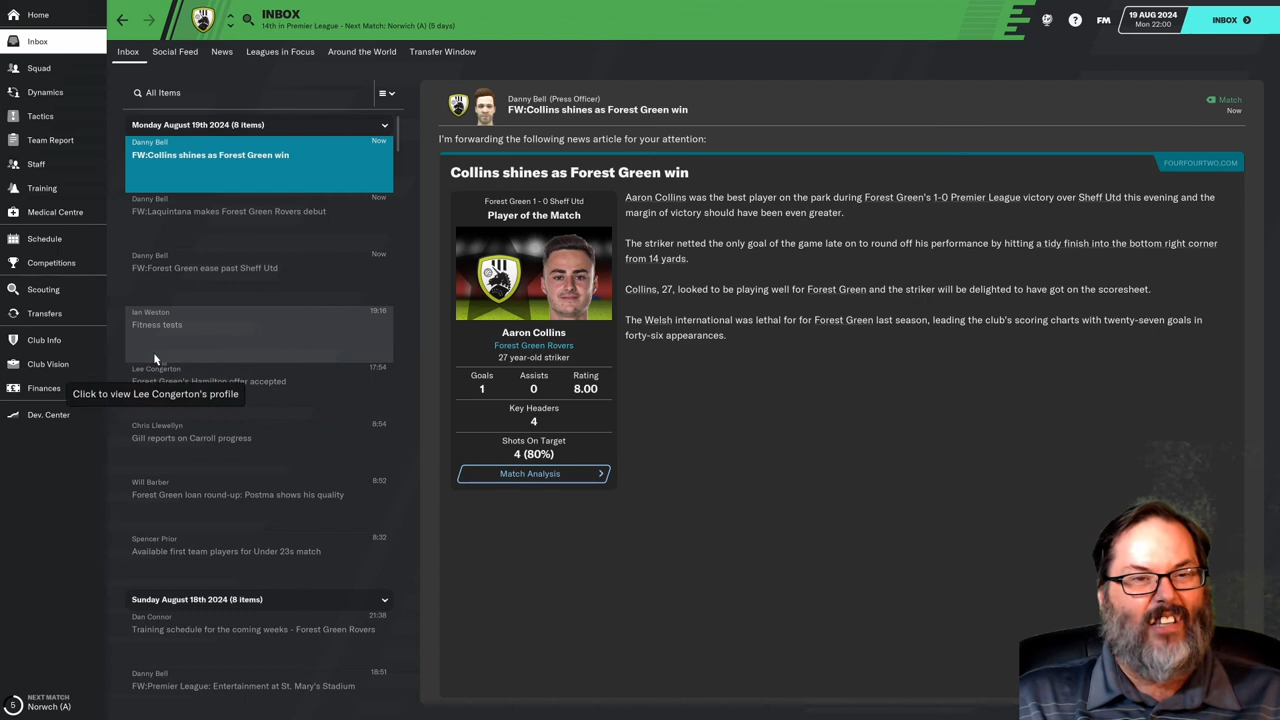 Home
Inbox
Squad
Dynamics
Tactics
Team Report
Staff
Training
Medical Centre
Schedule
Competitions
Scouting
Transfers
Club Info
Club Vision
Finances
Dev. Center
5
NEXT MATCH
Norwch (A)
INBOX
14th in Premier League - Next Match: Norwich (A) (5 days)
?
FM
19 AUG 2024
Mon 22:00
INBOX
Inbox
Social Feed
News
Leagues in Focus
Around the World
Transfer Window
All Items
Monday August 19th 2024 (8 items)
Danny Bell
Now
FW:Collins shines as Forest Green win
Danny Bell
Now
FW:Laquintana makes Forest Green Rovers debut
Danny Bell
Now
FW:Forest Green ease past Sheff Utd
Ian Weston
19:16
Fitness tests
Lee Congerton
17:54
Forest Green's Hamilton offer accepted
Click to view Lee Congerton's profile
Chris Llewellyn
8:54
Gill reports on Carroll progress
Will Barber
8:52
Forest Green loan round-up: Postma shows his quality
Spencer Prior
8:32
Available first team players for Under 23s match
Sunday August 18th 2024 (8 items)
Dan Connor
21:38
Training schedule for the coming weeks - Forest Green Rovers
Danny Bell
18:51
FW:Premier League: Entertainment at St. Mary's Stadium
Danny Bell (Press Officer)
FW:Collins shines as Forest Green win
Match
Now
I'm forwarding the following news article for your attention:
FOURFOURTWO.COM
Collins shines as Forest Green win
Forest Green 1 - 0 Sheff Utd
Player of the Match
Aaron Collins
Forest Green Rovers
27 year-old striker
Goals
Assists
Rating
1
0
8.00
Key Headers
4
Shots On Target
4 (80%)
Match Analysis
Aaron Collins was the best player on the park during Forest Green's 1-0 Premier League victory over Sheff Utd this evening and the
margin of victory should have been even greater.
The striker netted the only goal of the game late on to round off his performance by hitting a tidy finish into the bottom right corner
from 14 yards.
Collins, 27, looked to be playing well for Forest Green and the striker will be delighted to have got on the scoresheet.
The Welsh international was lethal for for Forest Green last season, leading the club's scoring charts with twenty-seven goals in
forty-six appearances.